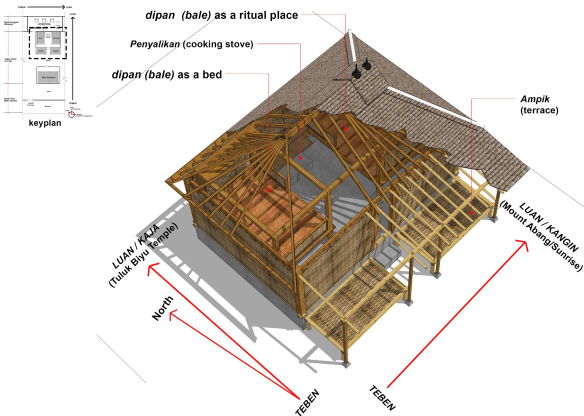 dipan (bale) as a ritual place
Penyalikan (cooking stove)
dipan (bale) as a bed
keyplan
Ampik
(terrace)
LUAN / KAJA
(Tuluk Biyu Temple)
LUAN / KANGIN
(Mount Abang/Sunrise)
North
TEBEN
TEBEN